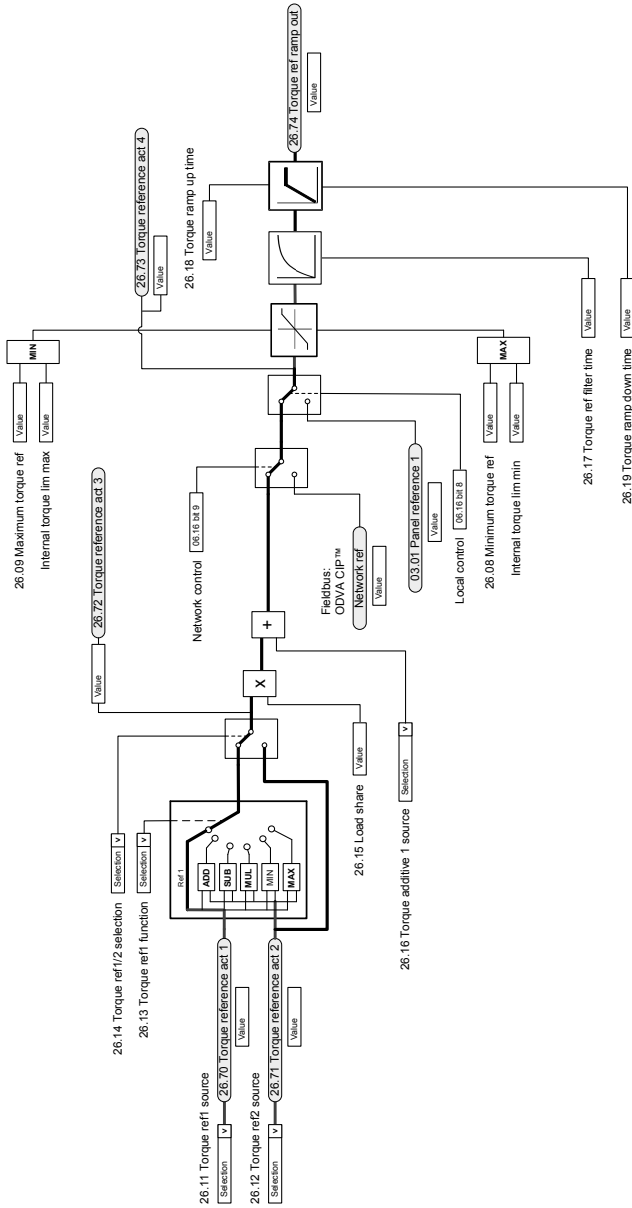 26.11 Torque ref1 source
Selection v
26.70 Torque reference act 1
Value
26.12 Torque ref2 source
Selection v
26.71 Torque reference act 2
Value
26.14 Torque ref1/2 selection
Selection v
26.13 Torque ref1 function
Selection v
Ref 1
ADD
SUB
MUL
MIN
MAX
26.72 Torque reference act 3
Value
X
26.15 Load share
Value
+
26.16 Torque additive 1 source
Selection v
Network control
06.16 bit 9
Fieldbus:
ODVA CIP™
Network ref
Value
03.01 Panel reference 1
Value
Local control
06.16 bit 8
26.09 Maximum torque ref
Value
Internal torque lim max
Value
MIN
26.73 Torque reference act 4
Value
26.08 Minimum torque ref
Value
Internal torque lim min
Value
MAX
26.18 Torque ramp up time
Value
26.17 Torque ref filter time
Value
26.19 Torque ramp down time
Value
26.74 Torque ref ramp out
Value